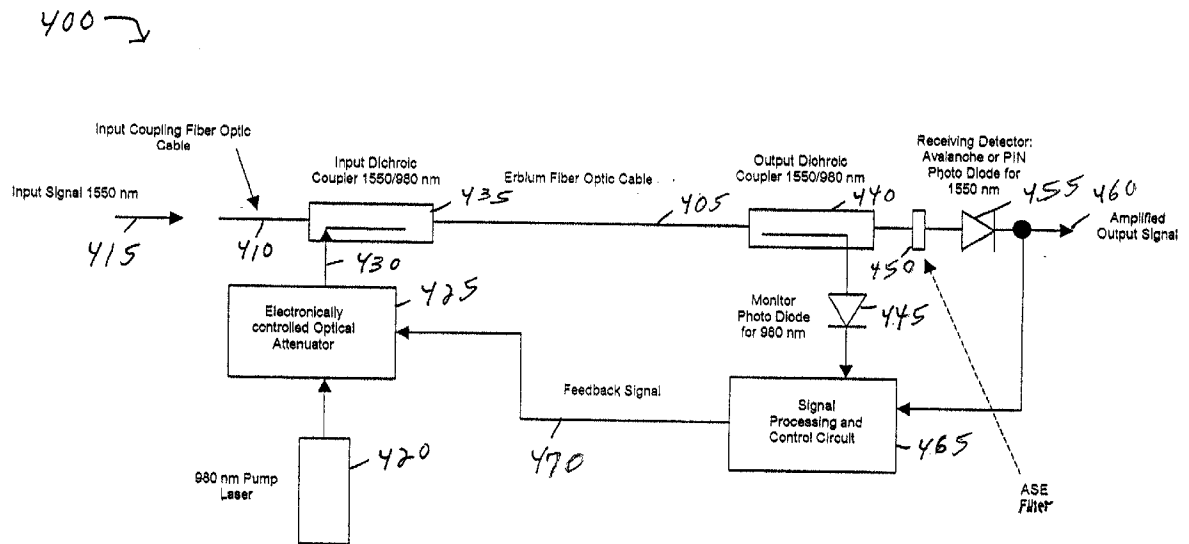 400
Input Coupling Fiber Optic
Cable
Input Signal 1550 nm
415
410
Input Dichroic
Coupler 1550/980 nm
435
Erbium Fiber Optic Cable
405
Output Dichroic
Coupler 1550/980 nm
440
Receiving Detector:
Avalanche or PIN
Photo Diode for
1550 nm
455
460
Amplified
Output Signal
450
430
425
Electronically
controlled Optical
Attenuator
Monitor
Photo Diode
for 980 nm
445
Feedback Signal
470
Signal
Processing and
Control Circuit
465
980 nm Pump
Laser
420
ASE
Filter